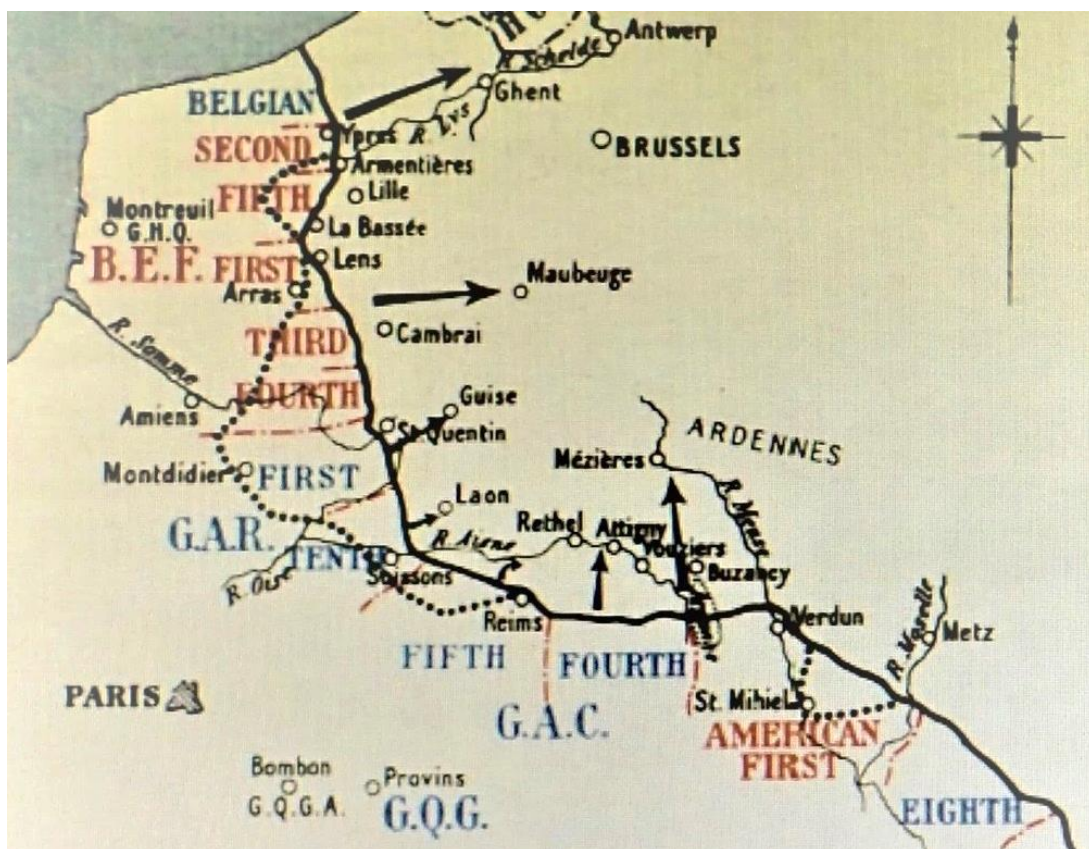 Antwerp
R. Schelde
Ghent
BELGIAN
Ypres
R. Lys
BRUSSELS
SECOND
Armentières
FIFTH
Lille
Montreuil
G.H.Q.
La Bassée
B.E.F.
FIRST
Lens
Maubeuge
Arras
Cambrai
THIRD
R. Somme
FOURTH
Guise
Amiens
St. Quentin
ARDENNES
Mézières
Montdidier
FIRST
Laon
R. Meuse
G.A.R.
Rethel
Attigny
R. Aisne
Vouziers
TENTH
Soissons
Buzancy
R. Oise
Reims
Verdun
R. Moselle
Metz
FIFTH
FOURTH
PARIS
St. Mihiel
G.A.C.
AMERICAN
FIRST
Bombon
G.Q.G.A.
Provins
G.Q.G.
EIGHTH